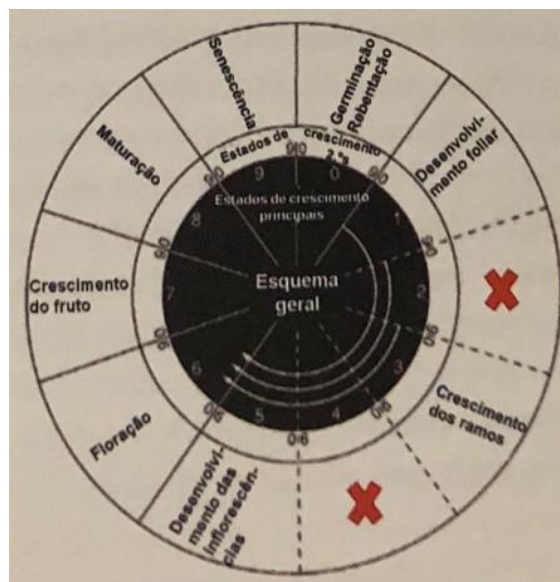 Senescência
Germinação
Rebentação
Desenvolvi-
mento foliar
Crescimento
dos ramos
Desenvolvi-
mento das
inflorescên-
cias
Floração
Crescimento
do fruto
Maturação
Estados de crescimento
2.ºs
Estados de crescimento
principais
Esquema
geral
0
1
2
3
4
5
6
7
8
9